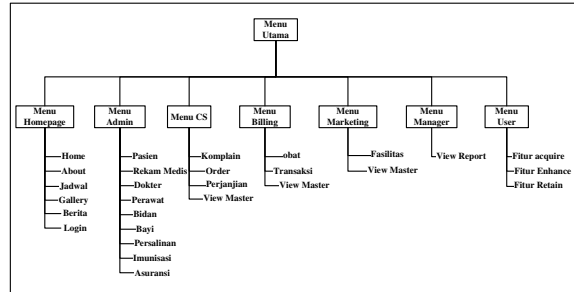 Menu
Utama
Menu
Homepage
Home
About
Jadwal
Gallery
Berita
Login
Menu
Admin
Pasien
Rekam Medis
Dokter
Perawat
Bidan
Bayi
Persalinan
Imunisasi
Asuransi
Menu CS
Komplain
Order
Perjanjian
View Master
Menu
Billing
obat
Transaksi
View Master
Menu
Marketing
Fasilitas
View Master
Menu
Manager
View Report
Menu
User
Fitur acquire
Fitur Enhance
Fitur Retain